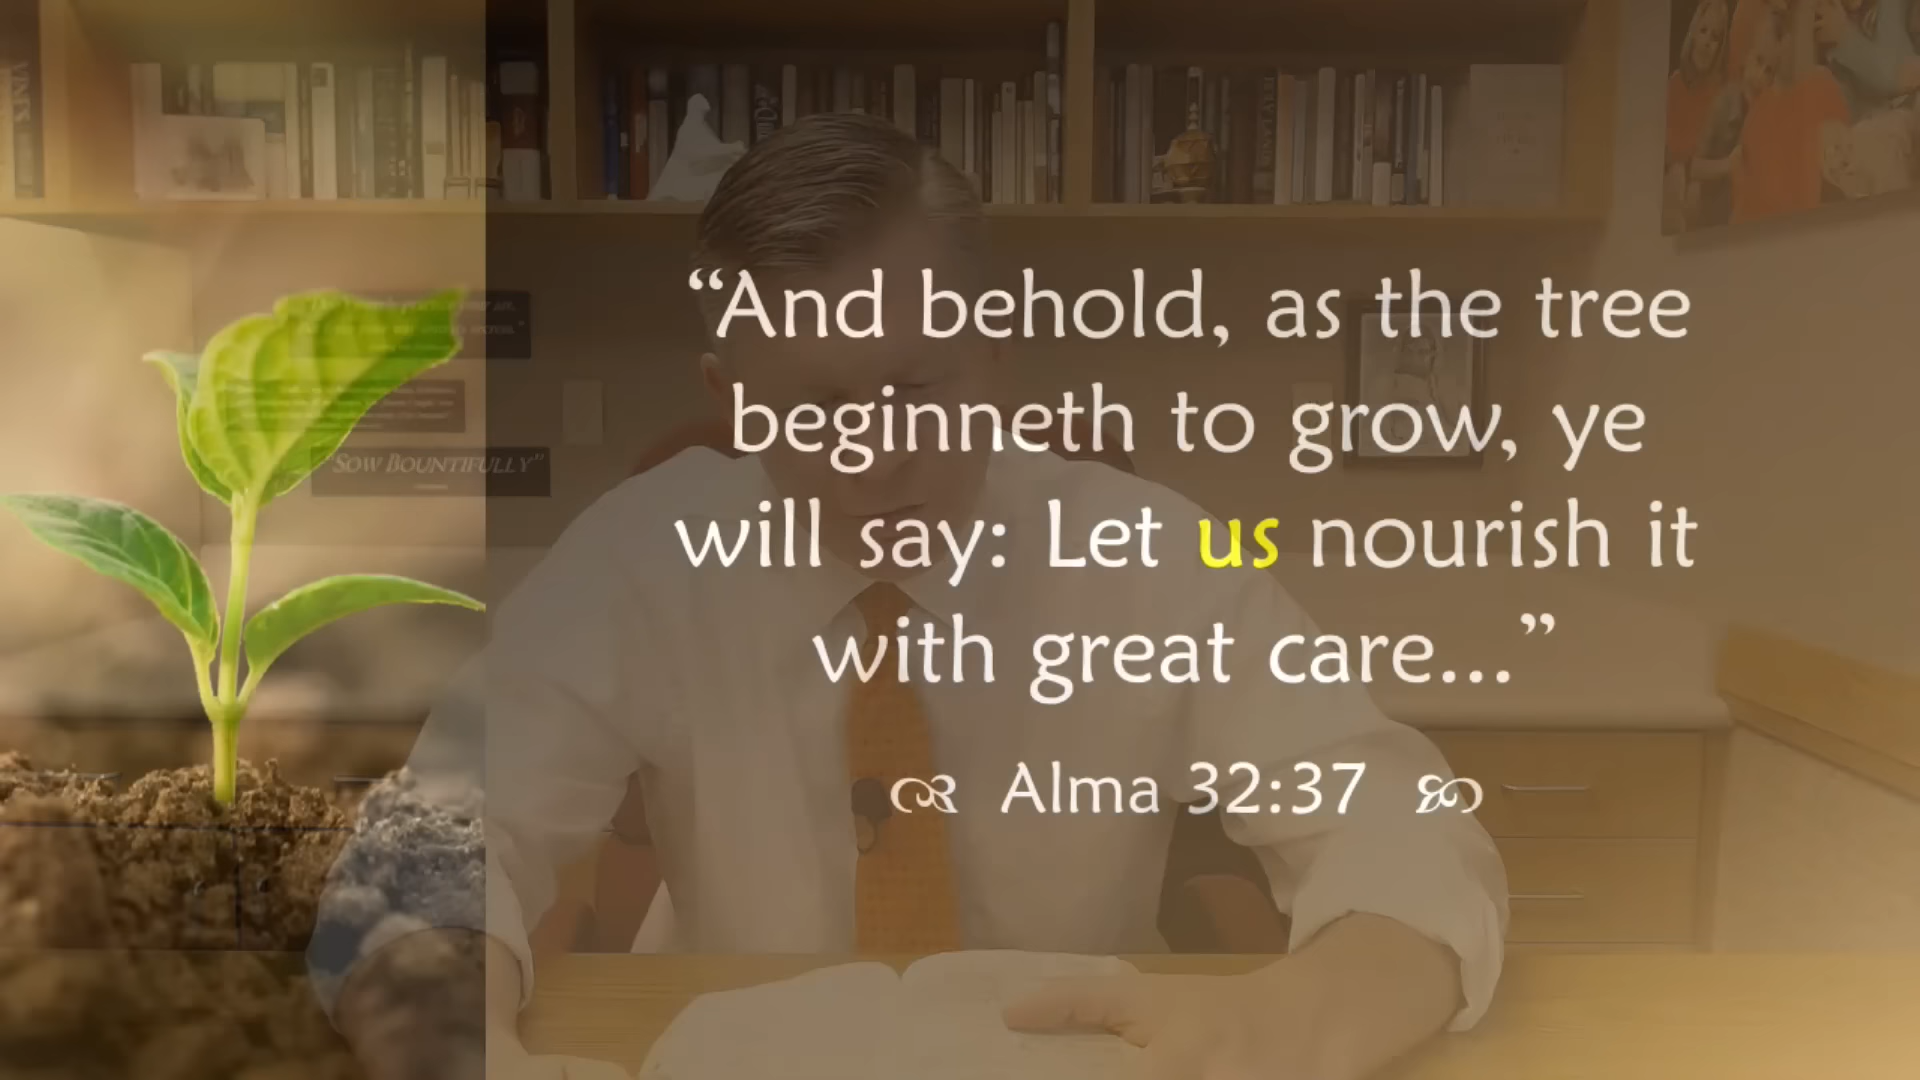 “And behold, as the tree
beginneth to grow, ye
will say: Let us nourish it
with great care...”
Alma 32:37
“SOW BOUNTIFULLY”